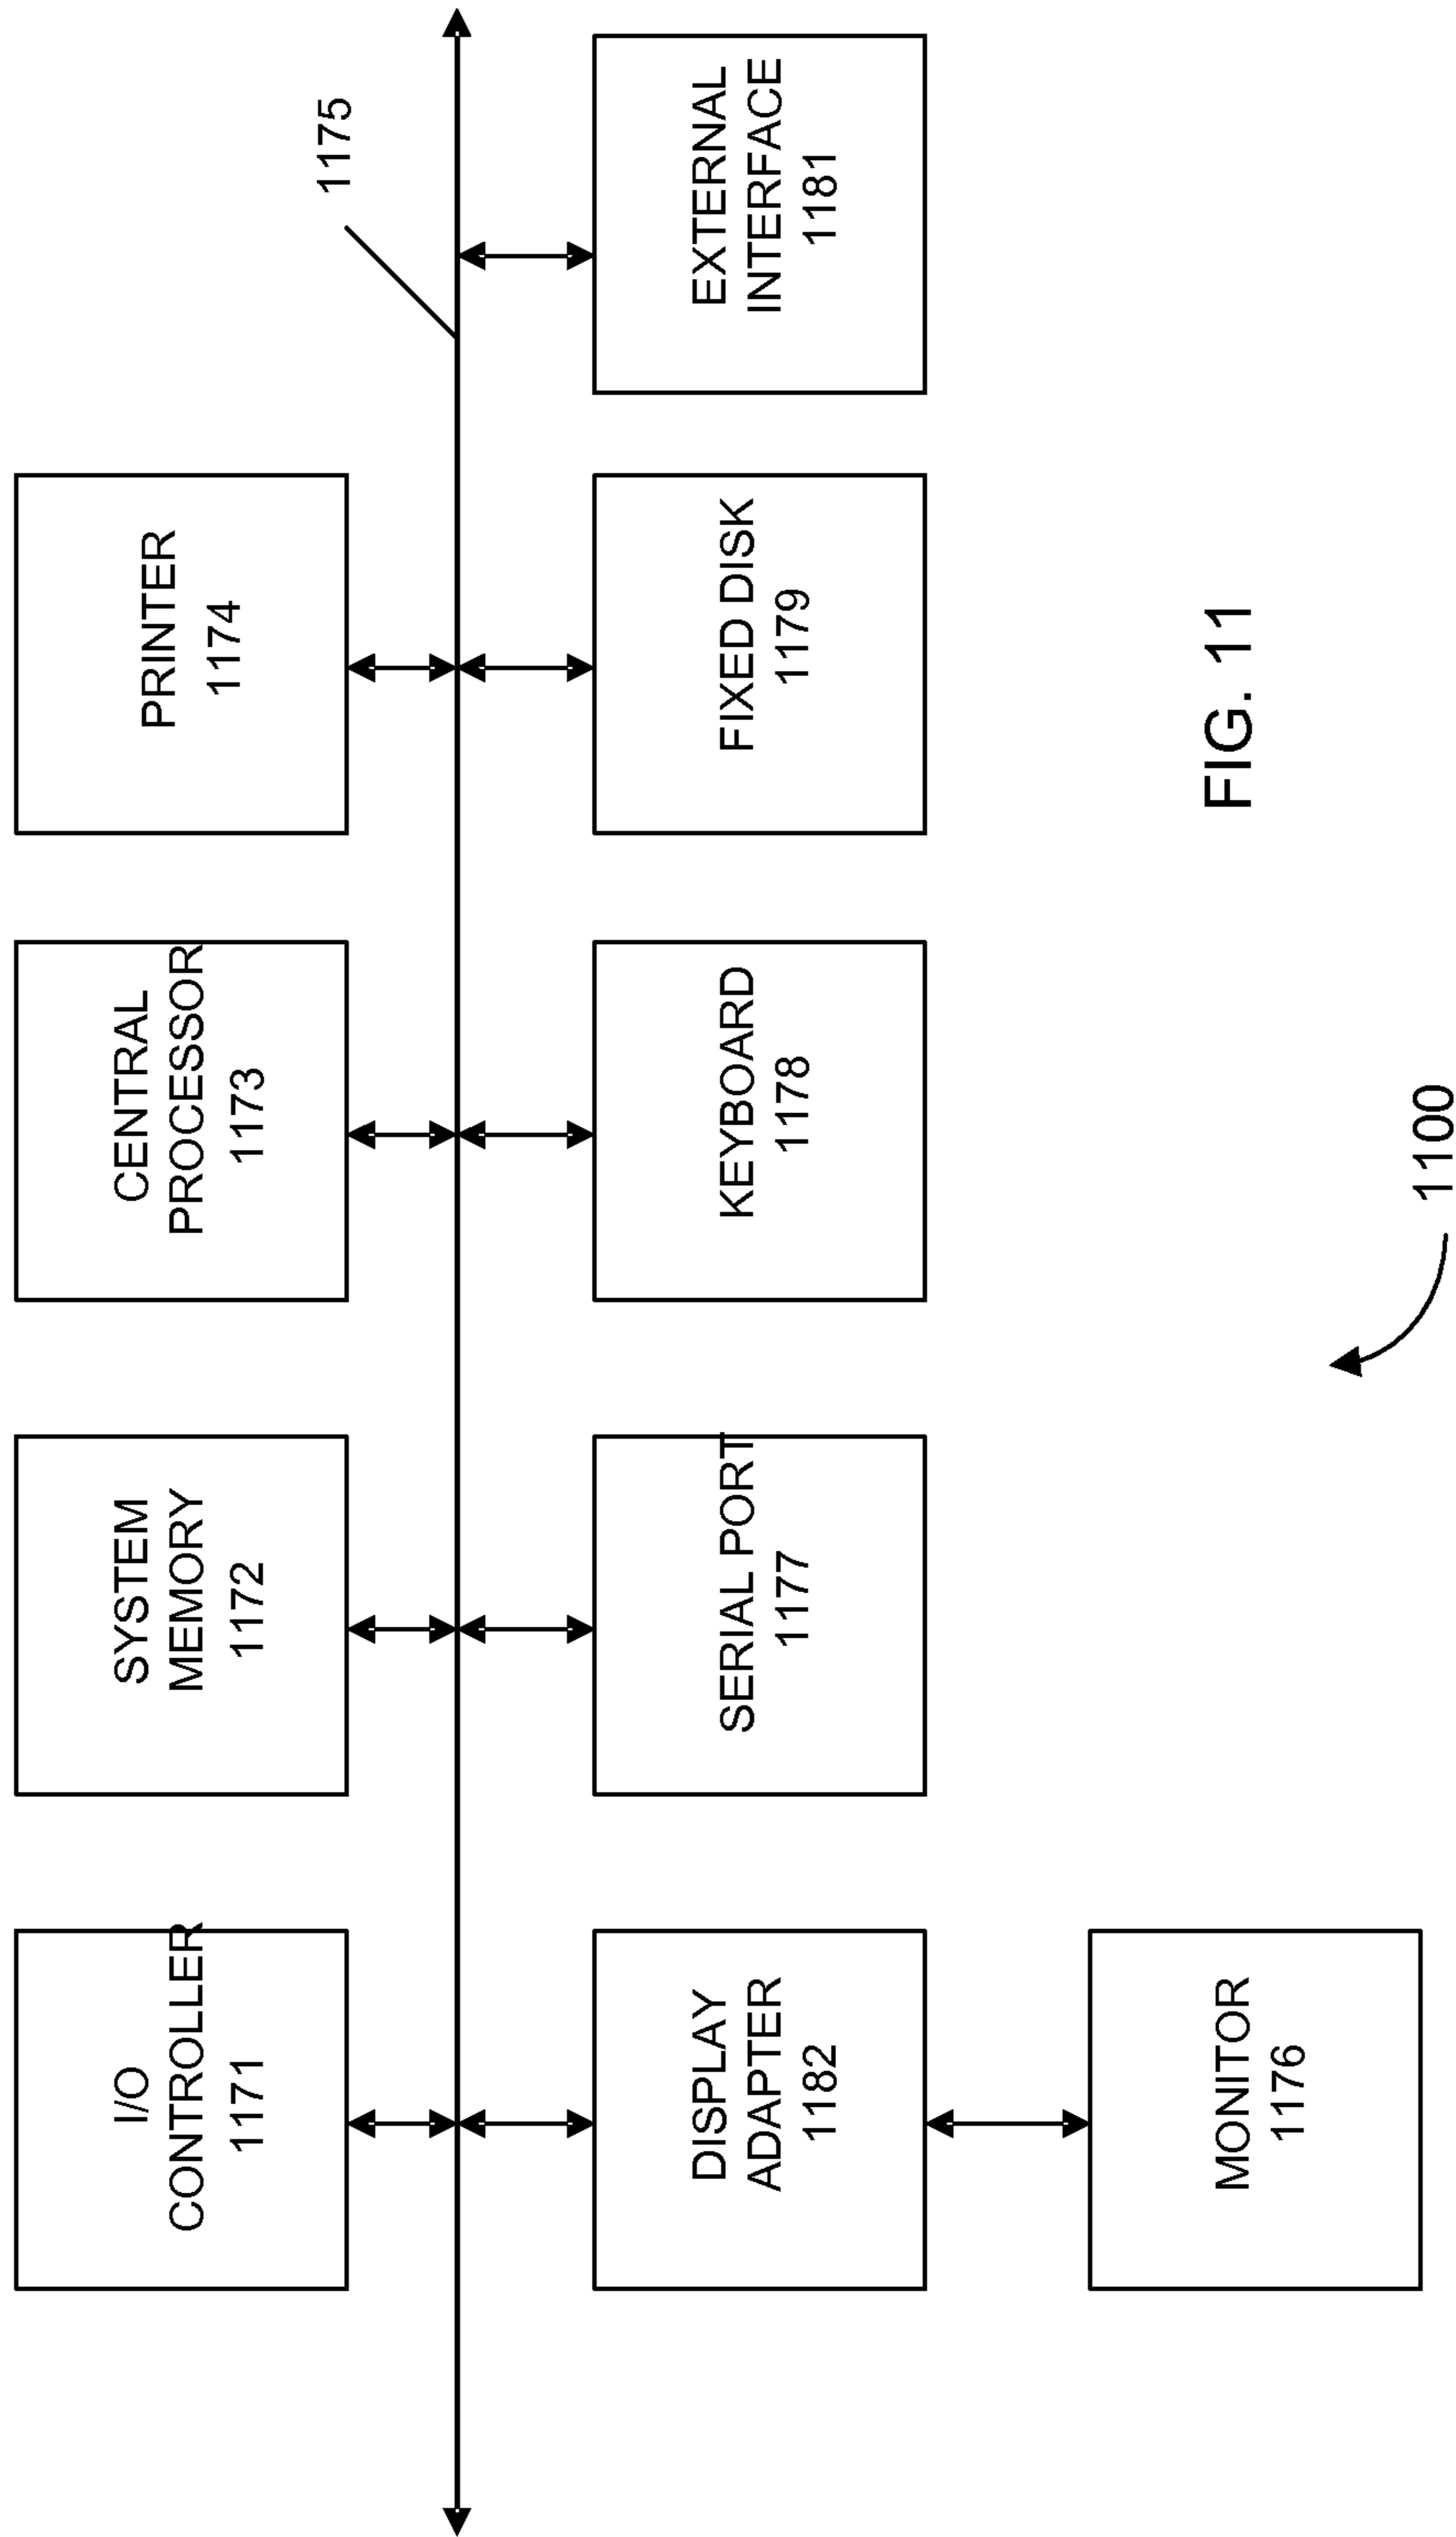 I/O
CONTROLLER
1171
SYSTEM
MEMORY
1172
CENTRAL
PROCESSOR
1173
PRINTER
1174
1175
DISPLAY
ADAPTER
1182
SERIAL PORT
1177
KEYBOARD
1178
FIXED DISK
1179
EXTERNAL
INTERFACE
1181
MONITOR
1176
1100
FIG. 11